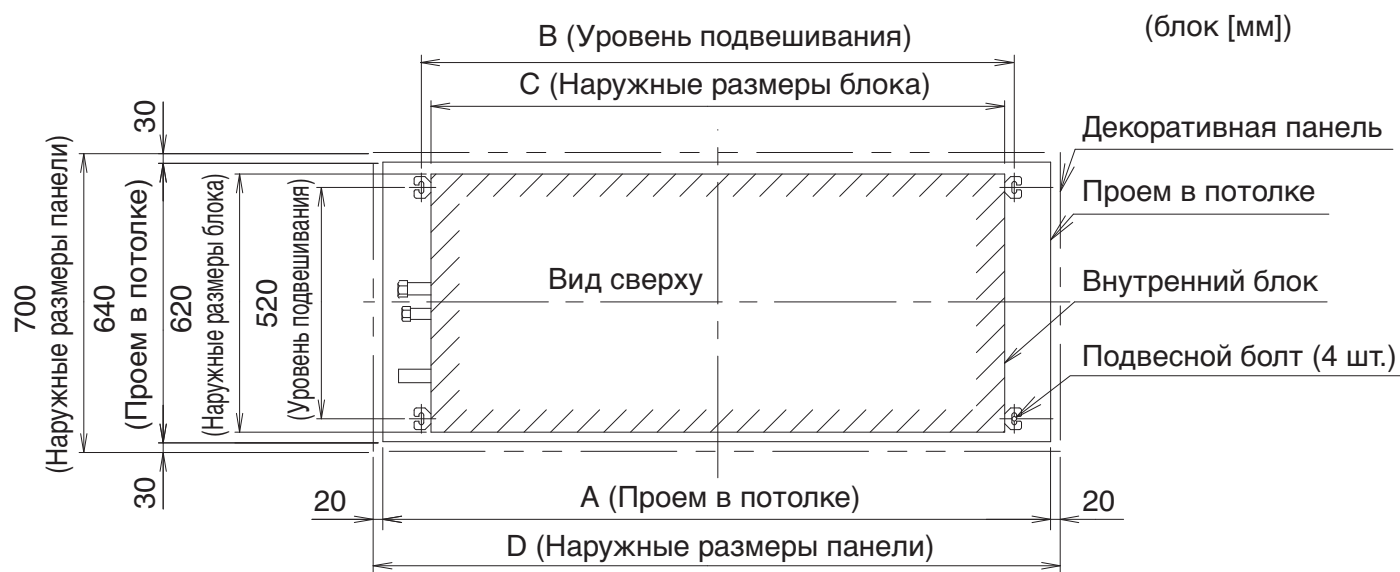 (блок [мм])
B (Уровень подвешивания)
C (Наружные размеры блока)
30
Декоративная панель
Проем в потолке
Внутренний блок
Подвесной болт (4 шт.)
Вид сверху
700
(Наружные размеры панели)
640
(Проем в потолке)
620
(Наружные размеры блока)
520
(Уровень подвешивания)
30
20
A (Проем в потолке)
20
D (Наружные размеры панели)